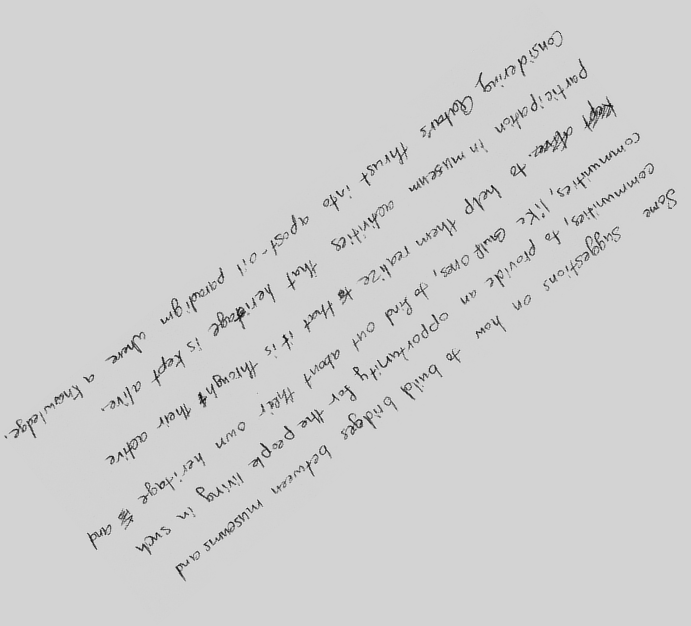 Some suggestions on how to build bridges between museums and
communities, to provide an opportunity for the people living in such
communities, like Gulf ones, to find out about their own heritage and
to help them realize that it is through their active
participation in museum activities that heritage is kept alive.
Considering Qatar's thrust into a post-oil paradigm where a knowledge,